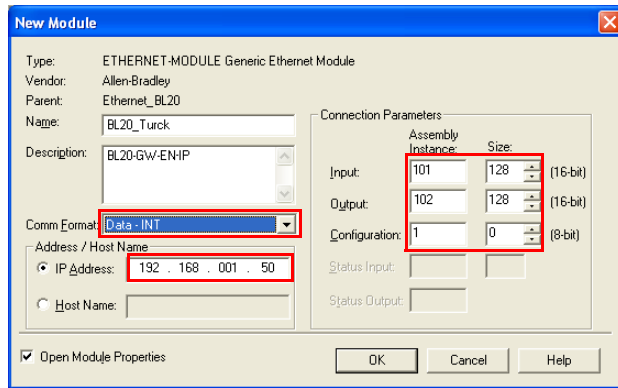 New Module
Type: ETHERNET-MODULE Generic Ethernet Module
Vendor: Allen-Bradley
Parent: Ethernet_BL20
Name: BL20_Turck
Description: BL20-GW-EN-IP
Comm Format: Data - INT
Address / Host Name
IP Address: 192 . 168 . 001 . 50
Host Name:
Connection Parameters
Assembly Instance: Size:
Input: 101 128 (16-bit)
Output: 102 128 (16-bit)
Configuration: 1 0 (8-bit)
Status Input:
Status Output:
Open Module Properties
OK Cancel Help